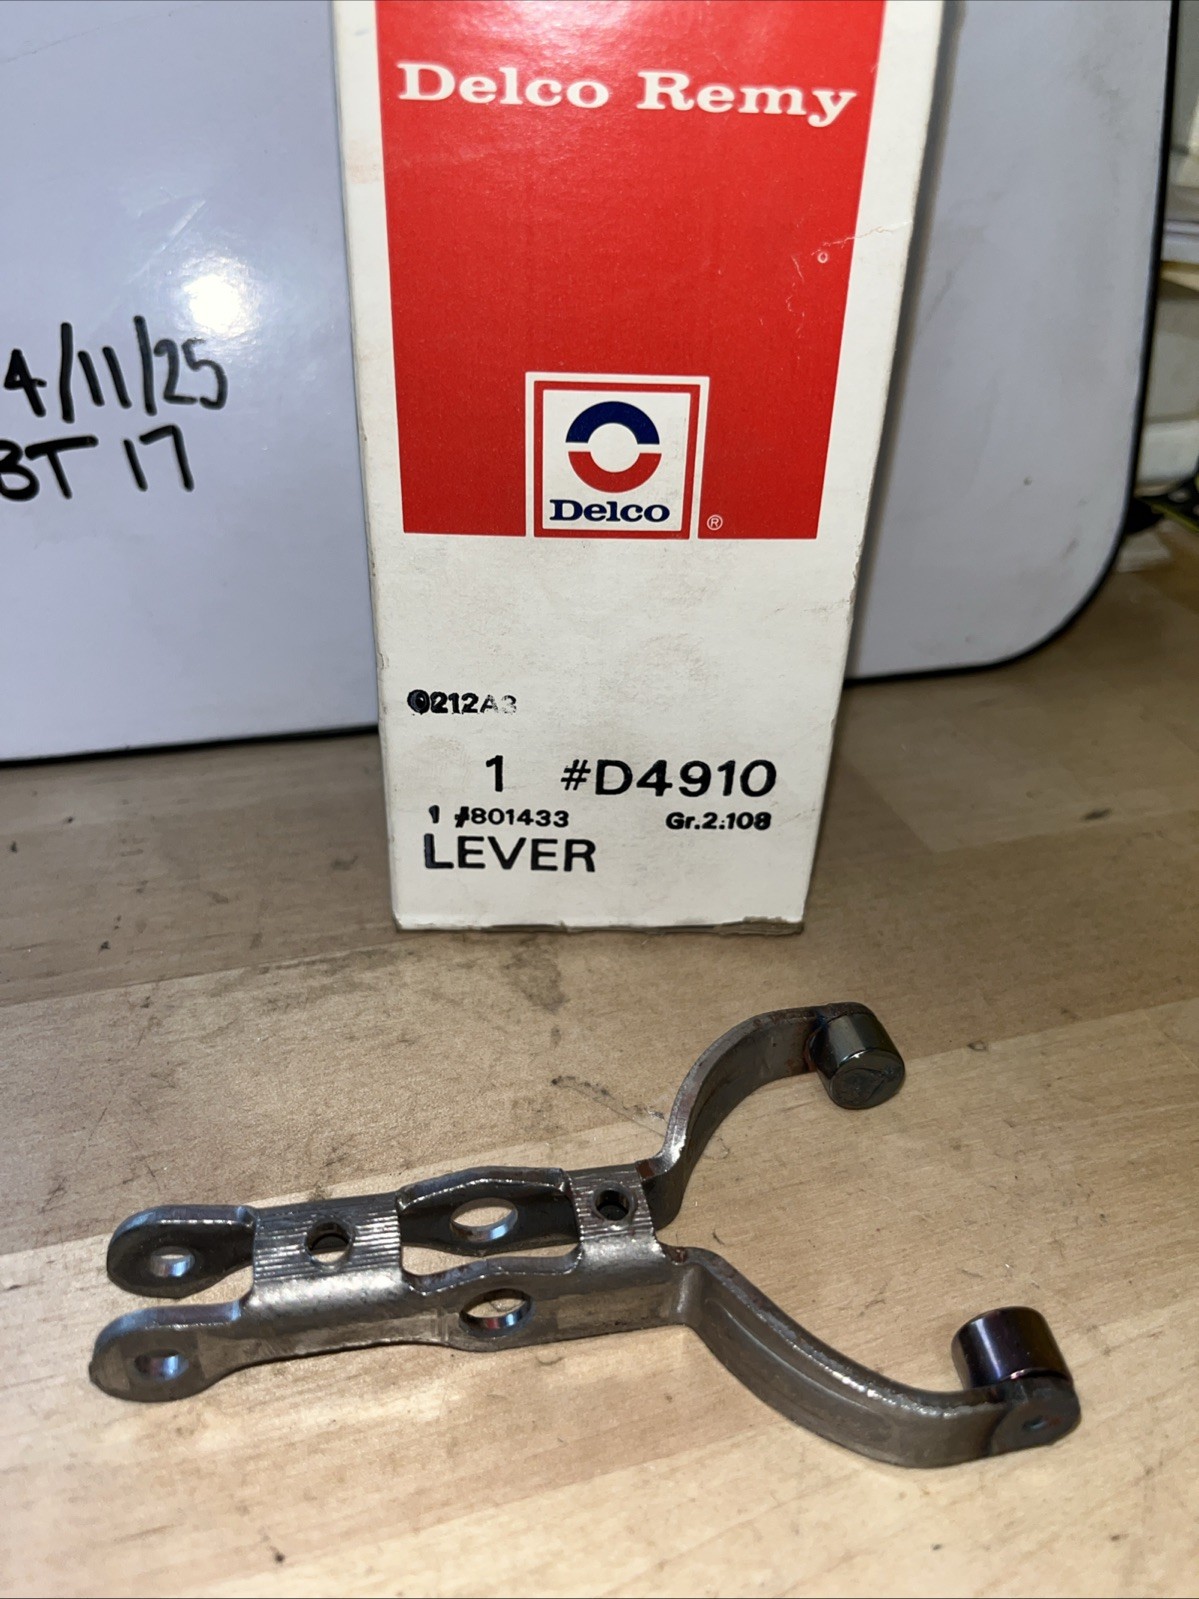 Delco Remy
4/11/25
BT 17
Delco
®
0212A3
1 #D4910
1 #801433 Gr.2.108
LEVER